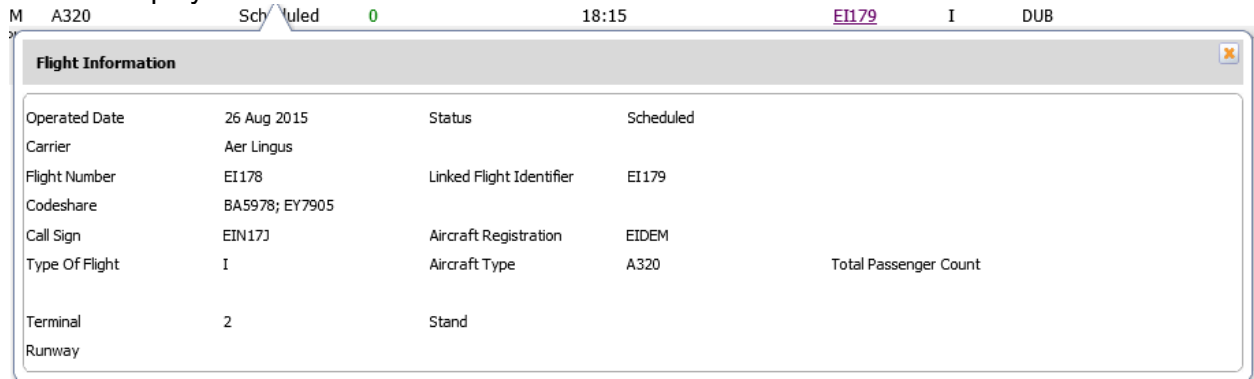 M A320 Scheduled 0 18:15 EI179 I DUB
Flight Information
Operated Date 26 Aug 2015 Status Scheduled
Carrier Aer Lingus
Flight Number EI178 Linked Flight Identifier EI179
Codeshare BA5978; EY7905
Call Sign EIN17J Aircraft Registration EIDEM
Type Of Flight I Aircraft Type A320 Total Passenger Count
Terminal 2 Stand
Runway